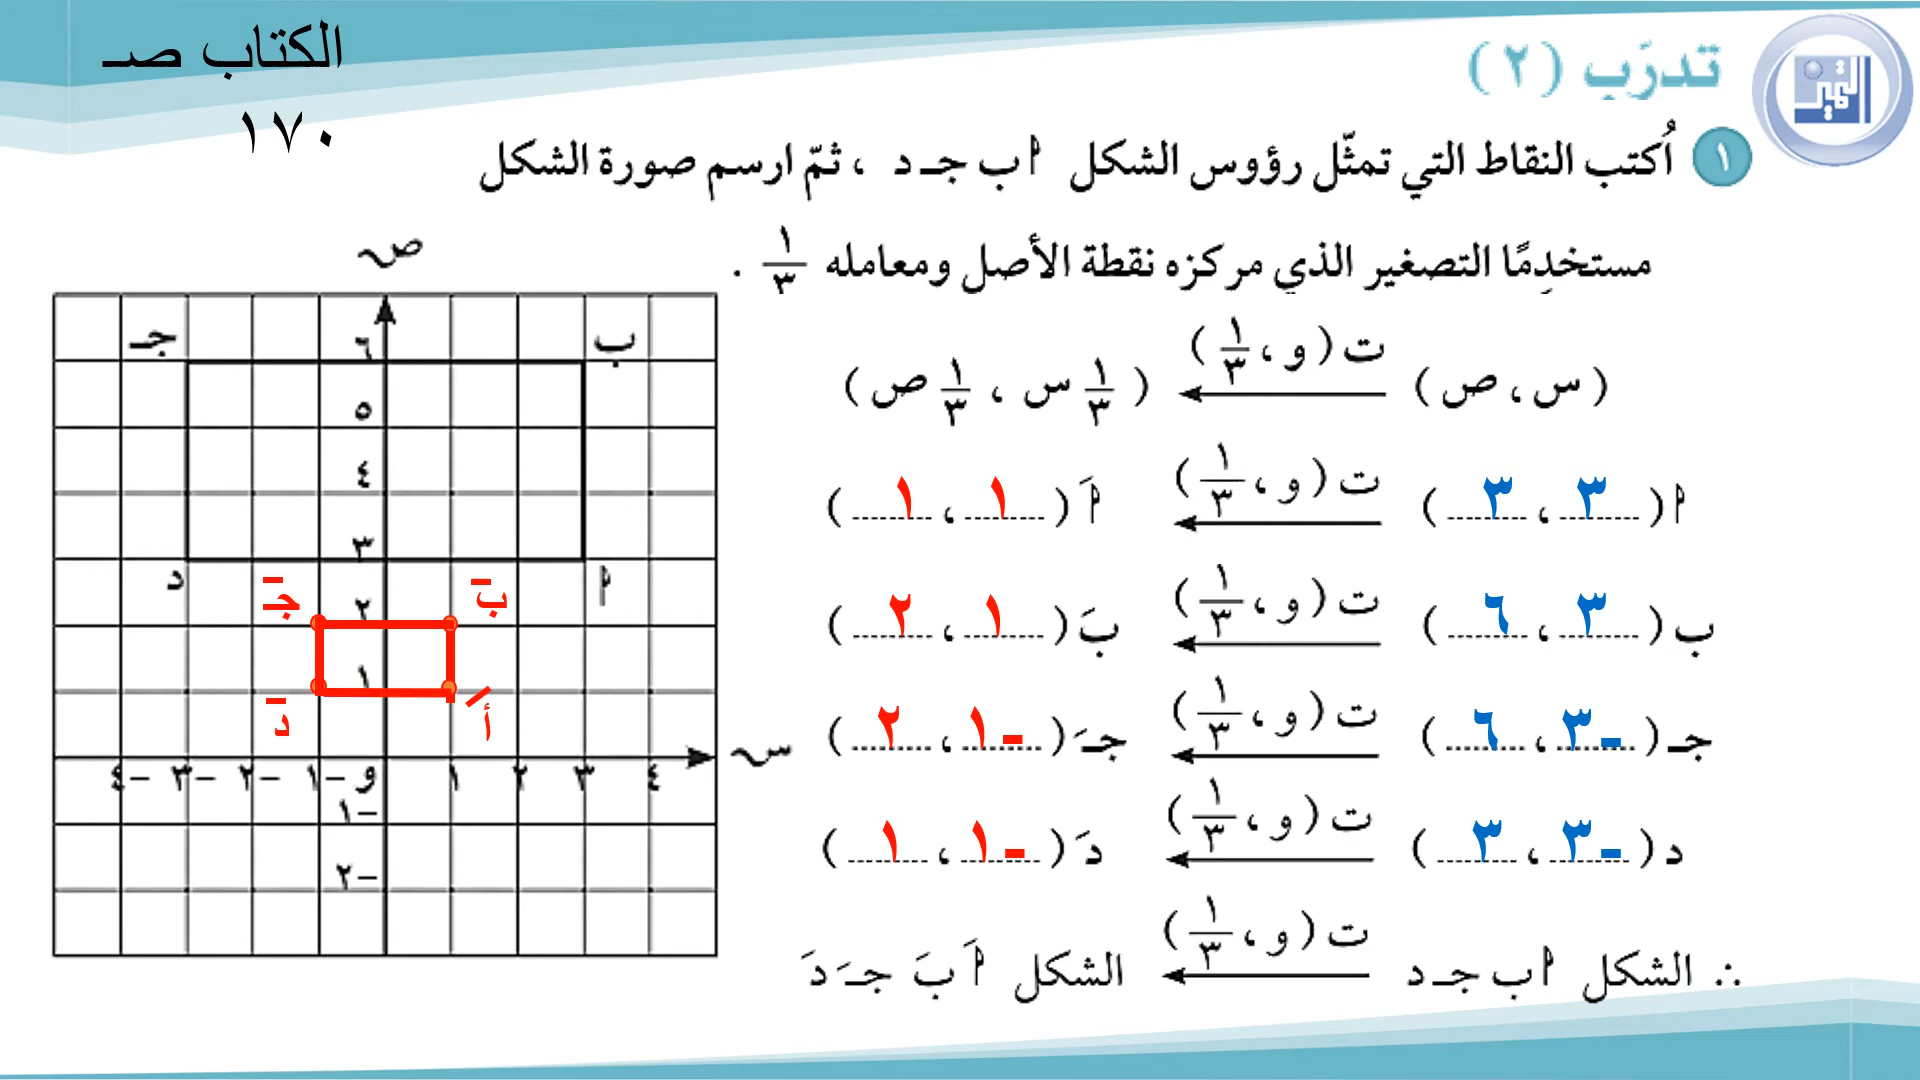 الكتاب صـ
١٧٠
تدرّب (٢)
التميز
١ أُكتب النقاط التي تمثّل رؤوس الشكل أ ب جـ د ، ثمّ ارسم صورة الشكل
مستخدِمًا التصغير الذي مركزه نقطة الأصل ومعامله ١/٣ .
(س ، ص) ت (و ، ١/٣) (١/٣ س ، ١/٣ ص)
أ (٣ ، ٣) ت (و ، ١/٣) أَ (١ ، ١)
ب (٣ ، ٦) ت (و ، ١/٣) بَ (١ ، ٢)
جـ (-٣ ، ٦) ت (و ، ١/٣) جـَ (-١ ، ٢)
د (-٣ ، ٣) ت (و ، ١/٣) دَ (-١ ، ١)
∴ الشكل أ ب جـ د ت (و ، ١/٣) الشكل أَ بَ جـَ دَ
ص
ب جـ
٦
٥
٤
٣
أ د
بَ ٢ جـَ
١
أَ دَ
س
٤ ٣ ٢ ١ و -١ -٢ -٣ -٤
-١
-٢